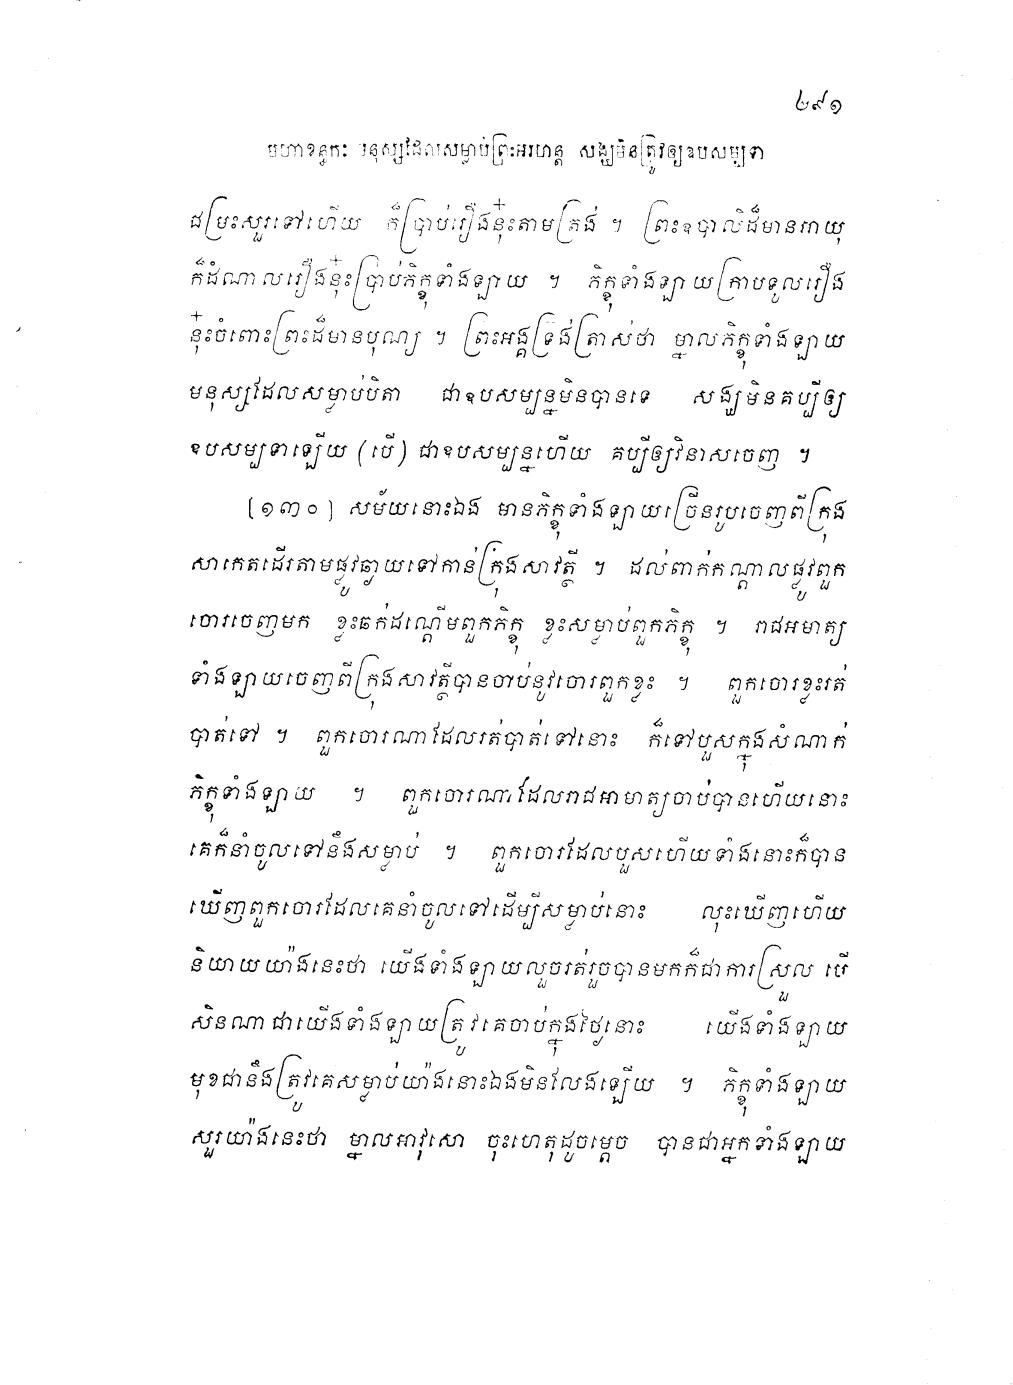 ២៩១
មហាខន្ធកៈ មនុស្សដែលសម្លាប់ព្រះអរហន្ត សង្ឃមិនត្រូវឲ្យឧបសម្បទា
ជម្រះសួរទៅហើយ ក៏ប្រាប់រឿងនុ៎ះតាមត្រង់ ។ ព្រះឧបាលិដ៏មានអាយុ
ក៏ដំណាលរឿងនុ៎ះប្រាប់ភិក្ខុទាំងឡាយ ។ ភិក្ខុទាំងឡាយក្រាបទូលរឿង
នុ៎ះចំពោះព្រះដ៏មានបុណ្យ ។ ព្រះអង្គទ្រង់ត្រាស់ថា ម្នាលភិក្ខុទាំងឡាយ
មនុស្សដែលសម្លាប់បិតា ជាឧបសម្បន្នមិនបានទេ សង្ឃមិនគប្បីឲ្យ
ឧបសម្បទាឡើយ (បើ) ជាឧបសម្បន្នហើយ គប្បីឲ្យវិនាសចេញ ។
[១៣០] សម័យនោះឯង មានភិក្ខុទាំងឡាយច្រើនរូបចេញពីក្រុង
សាកេតដើរតាមផ្លូវឆ្ងាយទៅកាន់ក្រុងសាវត្ថី ។ ដល់ពាក់កណ្តាលផ្លូវពួក
ចោរចេញមក ខ្លះឆក់ដណ្តើមពួកភិក្ខុ ខ្លះសម្លាប់ពួកភិក្ខុ ។ រាជអមាត្យ
ទាំងឡាយចេញពីក្រុងសាវត្ថីបានចាប់នូវចោរពួកខ្លះ ។ ពួកចោរខ្លះរត់
បាត់ទៅ ។ ពួកចោរណាដែលរត់បាត់ទៅនោះ ក៏ទៅបួសក្នុងសំណាក់
ភិក្ខុទាំងឡាយ ។ ពួកចោរណាដែលរាជអាមាត្យចាប់បានហើយនោះ
គេក៏នាំចូលទៅនឹងសម្លាប់ ។ ពួកចោរដែលបួសហើយទាំងនោះក៏បាន
ឃើញពួកចោរដែលគេនាំចូលទៅដើម្បីសម្លាប់នោះ លុះឃើញហើយ
និយាយយ៉ាងនេះថា យើងទាំងឡាយលួចរត់រួចបានមកក៏ជាការស្រួល បើ
សិនណាជាយើងទាំងឡាយត្រូវគេចាប់ក្នុងថ្ងៃនោះ យើងទាំងឡាយ
មុខជានឹងត្រូវគេសម្លាប់យ៉ាងនោះឯងមិនលែងឡើយ ។ ភិក្ខុទាំងឡាយ
សួរយ៉ាងនេះថា ម្នាលអាវុសោ ចុះហេតុដូចម្តេច បានជាអ្នកទាំងឡាយ